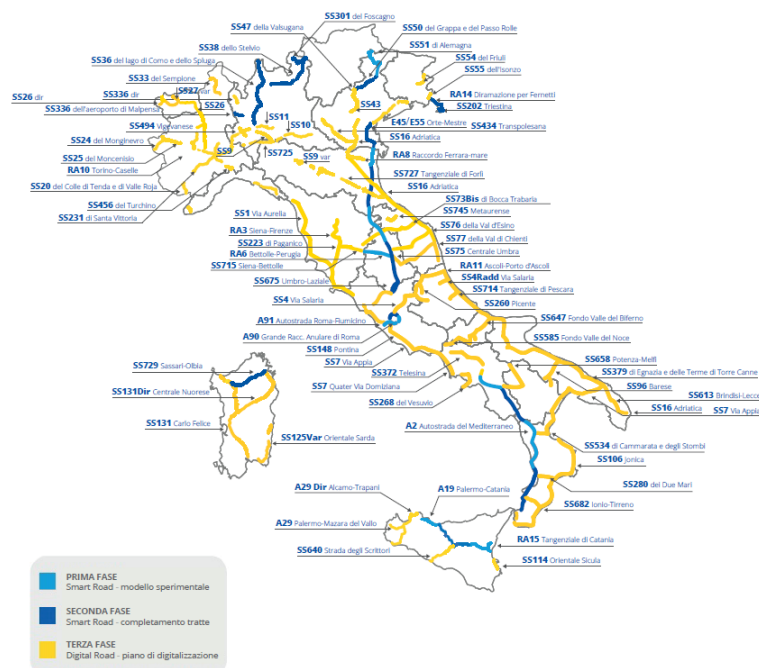 SS301 del Foscagno
SS47 della Valsugana
SS50 del Grappa e del Passo Rolle
SS38 dello Stelvio
SS51 di Alemagna
SS36 del lago di Como e dello Spluga
SS54 del Friuli
SS33 del Sempione
SS55 dell'Isonzo
SS27 var
SS26 dir
SS336 dir
RA14 Diramazione per Fernetti
SS336 dell'aeroporto di Malpensa
SS26
SS43
SS202 Triestina
SS11
E45/E55 Orte-Mestre
SS494 Vigevanese
SS10
SS434 Transpolesana
SS16 Adriatica
SS24 del Monginevro
SS9
SS725
RA8 Raccordo Ferrara-mare
SS25 del Moncenisio
SS9 var
RA10 Torino-Caselle
SS727 Tangenziale di Forlì
SS20 del Colle di Tenda e di Valle Roja
SS16 Adriatica
SS73Bis di Bocca Trabaria
SS456 del Turchino
SS1 Via Aurelia
SS745 Metaurense
SS231 di Santa Vittoria
SS76 della Val d'Esino
RA3 Siena-Firenze
SS77 della Val di Chienti
SS223 di Paganico
SS75 Centrale Umbra
RA6 Bettolle-Perugia
RA11 Ascoli-Porto d'Ascoli
SS715 Siena-Bettolle
SS4Radd Via Salaria
SS675 Umbro-Laziale
SS714 Tangenziale di Pescara
SS260 Picente
SS4 Via Salaria
SS647 Fondo Valle del Biferno
A91 Autostrada Roma-Fiumicino
A90 Grande Racc. Anulare di Roma
SS585 Fondo Valle del Noce
SS148 Pontina
SS7 Via Appia
SS658 Potenza-Melfi
SS729 Sassari-Olbia
SS372 Telesina
SS379 di Egnazia e delle Terme di Torre Canne
SS7 Quater Via Domiziana
SS96 Barese
SS131Dir Centrale Nuorese
SS268 del Vesuvio
SS613 Brindisi-Lecce
SS16 Adriatica
SS7 Via Appia
SS131 Carlo Felice
A2 Autostrada del Mediterraneo
SS125Var Orientale Sarda
SS534 di Cammarata e degli Stombi
SS106 Jonica
SS280 del Due Mari
A29 Dir Alcamo-Trapani
A19 Palermo-Catania
SS682 Ionio-Tirreno
A29 Palermo-Mazara del Vallo
RA15 Tangenziale di Catania
SS640 Strada degli Scrittori
SS114 Orientale Sicula
PRIMA FASE
Smart Road - modello sperimentale
SECONDA FASE
Smart Road - completamento tratte
TERZA FASE
Digital Road - piano di digitalizzazione